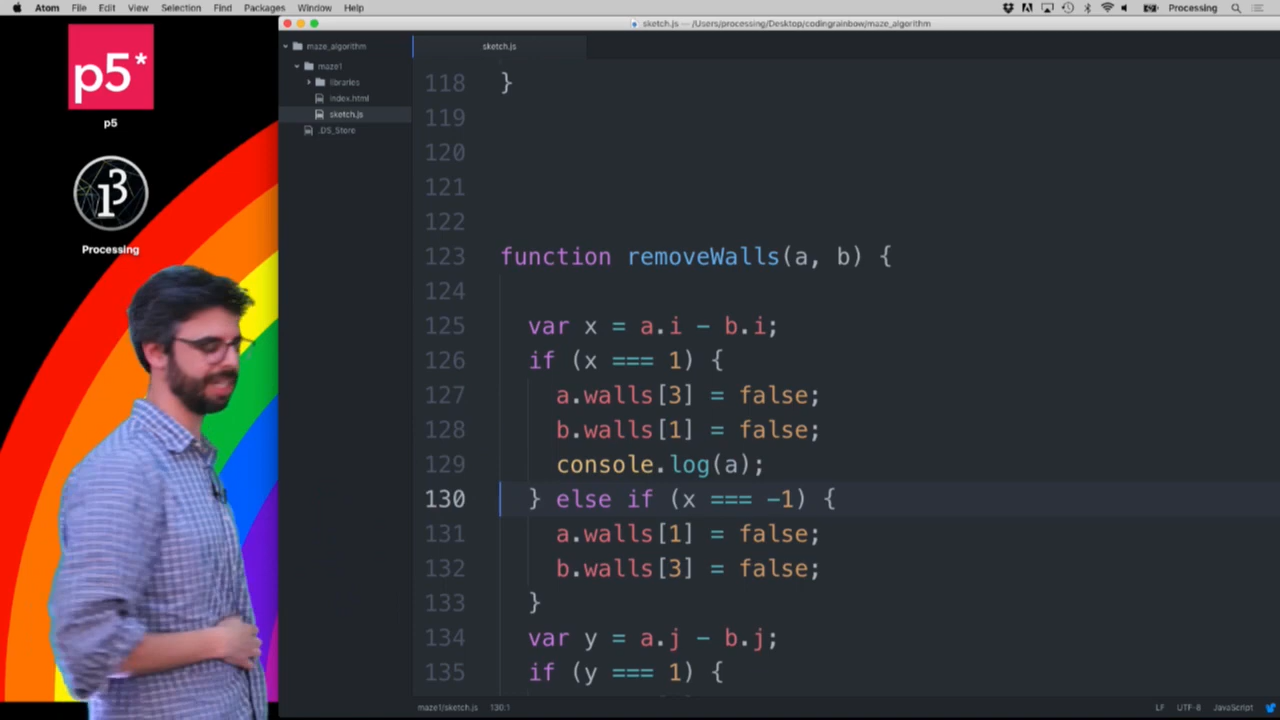 Atom File Edit View Selection Find Packages Window Help Processing
sketch.js — /Users/processing/Desktop/codingrainbow/maze_algorithm
p5*
p5
Processing
maze_algorithm
maze1
libraries
index.html
sketch.js
.DS_Store
sketch.js
118 }
119
120
121
122
123 function removeWalls(a, b) {
124
125 var x = a.i - b.i;
126 if (x === 1) {
127 a.walls[3] = false;
128 b.walls[1] = false;
129 console.log(a);
130 } else if (x === -1) {
131 a.walls[1] = false;
132 b.walls[3] = false;
133 }
134 var y = a.j - b.j;
135 if (y === 1) {
maze1/sketch.js 130:1 LF UTF-8 JavaScript